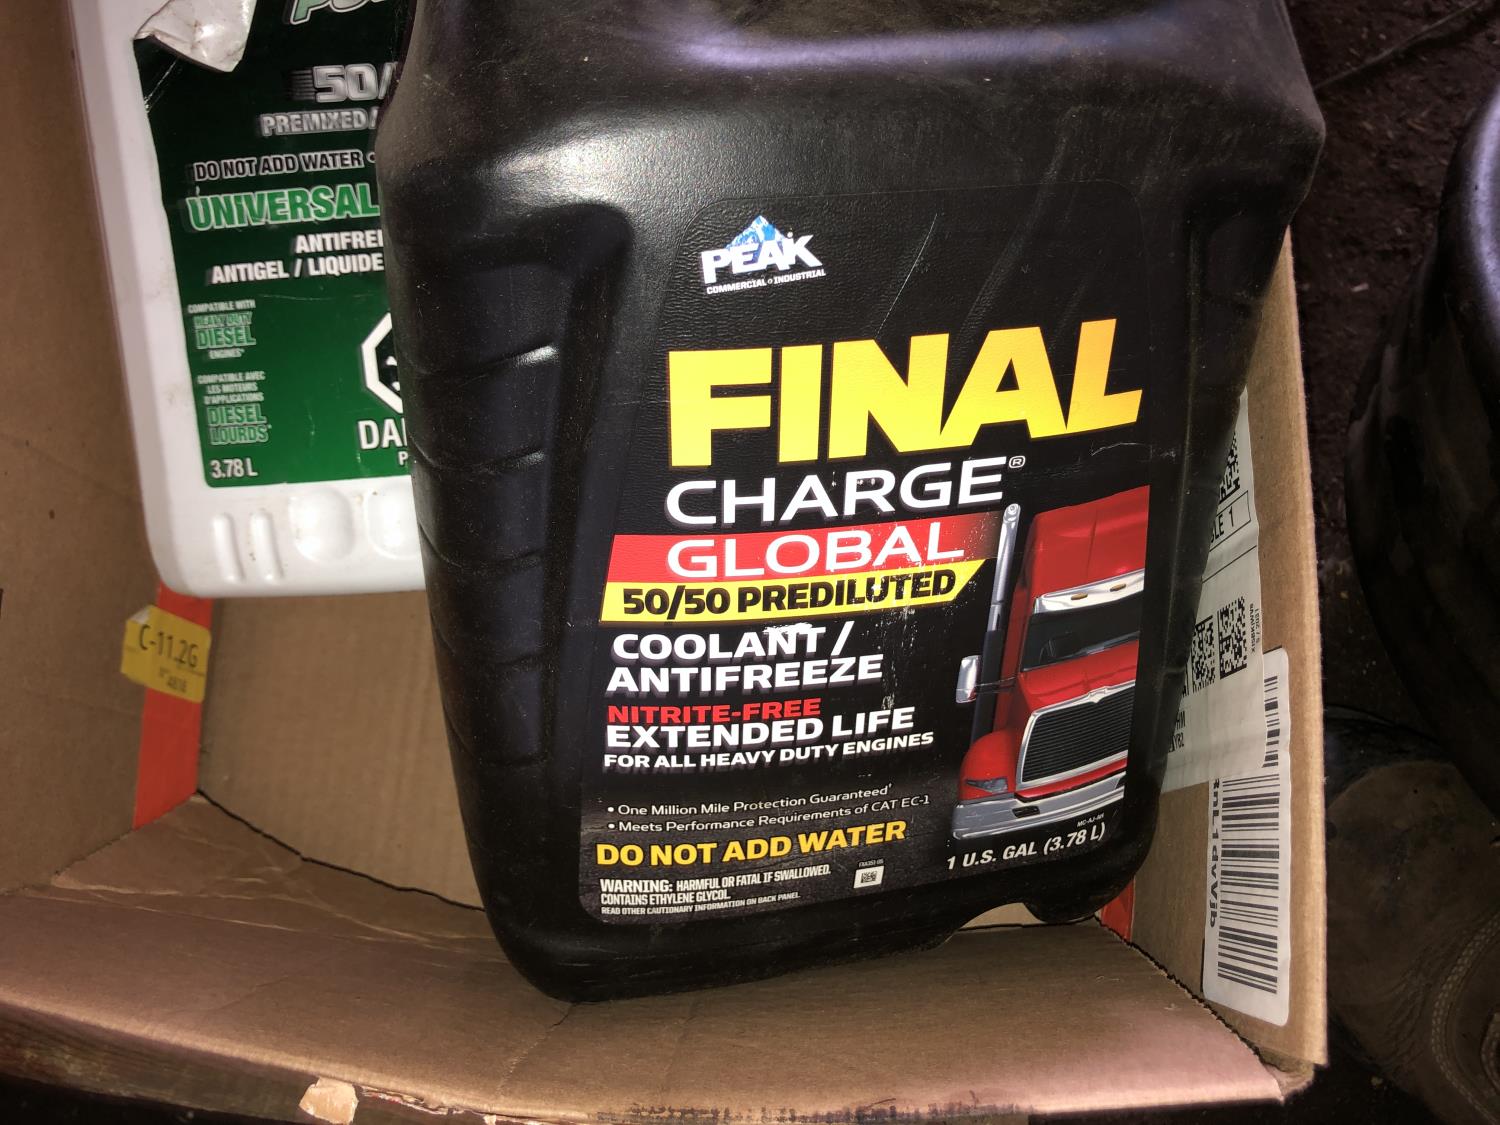 50/
PREMIXED
DO NOT ADD WATER •
UNIVERSAL
ANTIGEL / LIQUIDE
COMPATIBLE WITH
HEAVY DUTY
DIESEL
ENGINES*
COMPATIBLE AVEC
LES MOTEURS
D'APPLICATIONS
DIESEL
LOURDS*
3.78 L
C-11.2G
PEAK
COMMERCIAL INDUSTRIAL
FINAL
CHARGE®
GLOBAL
50/50 PREDILUTED
COOLANT /
ANTIFREEZE
NITRITE-FREE
EXTENDED LIFE
FOR ALL HEAVY DUTY ENGINES
• One Million Mile Protection Guaranteed
• Meets Performance Requirements of CAT EC-1
DO NOT ADD WATER
WARNING: HARMFUL OR FATAL IF SWALLOWED.
CONTAINS ETHYLENE GLYCOL.
READ OTHER CAUTIONARY INFORMATION ON BACK PANEL.
1 U.S. GAL (3.78 L)